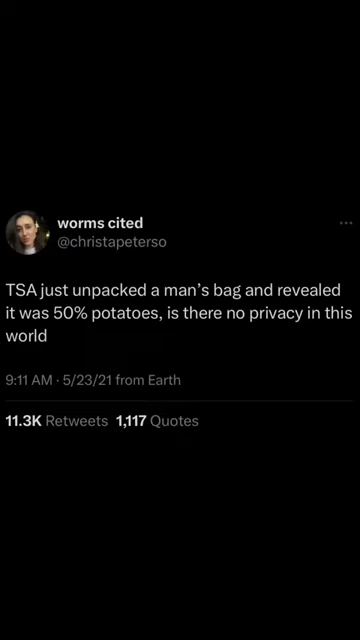 worms cited
@christapeterso
TSA just unpacked a man’s bag and revealed
it was 50% potatoes, is there no privacy in this
world
9:11 AM · 5/23/21 from Earth
11.3K Retweets 1,117 Quotes